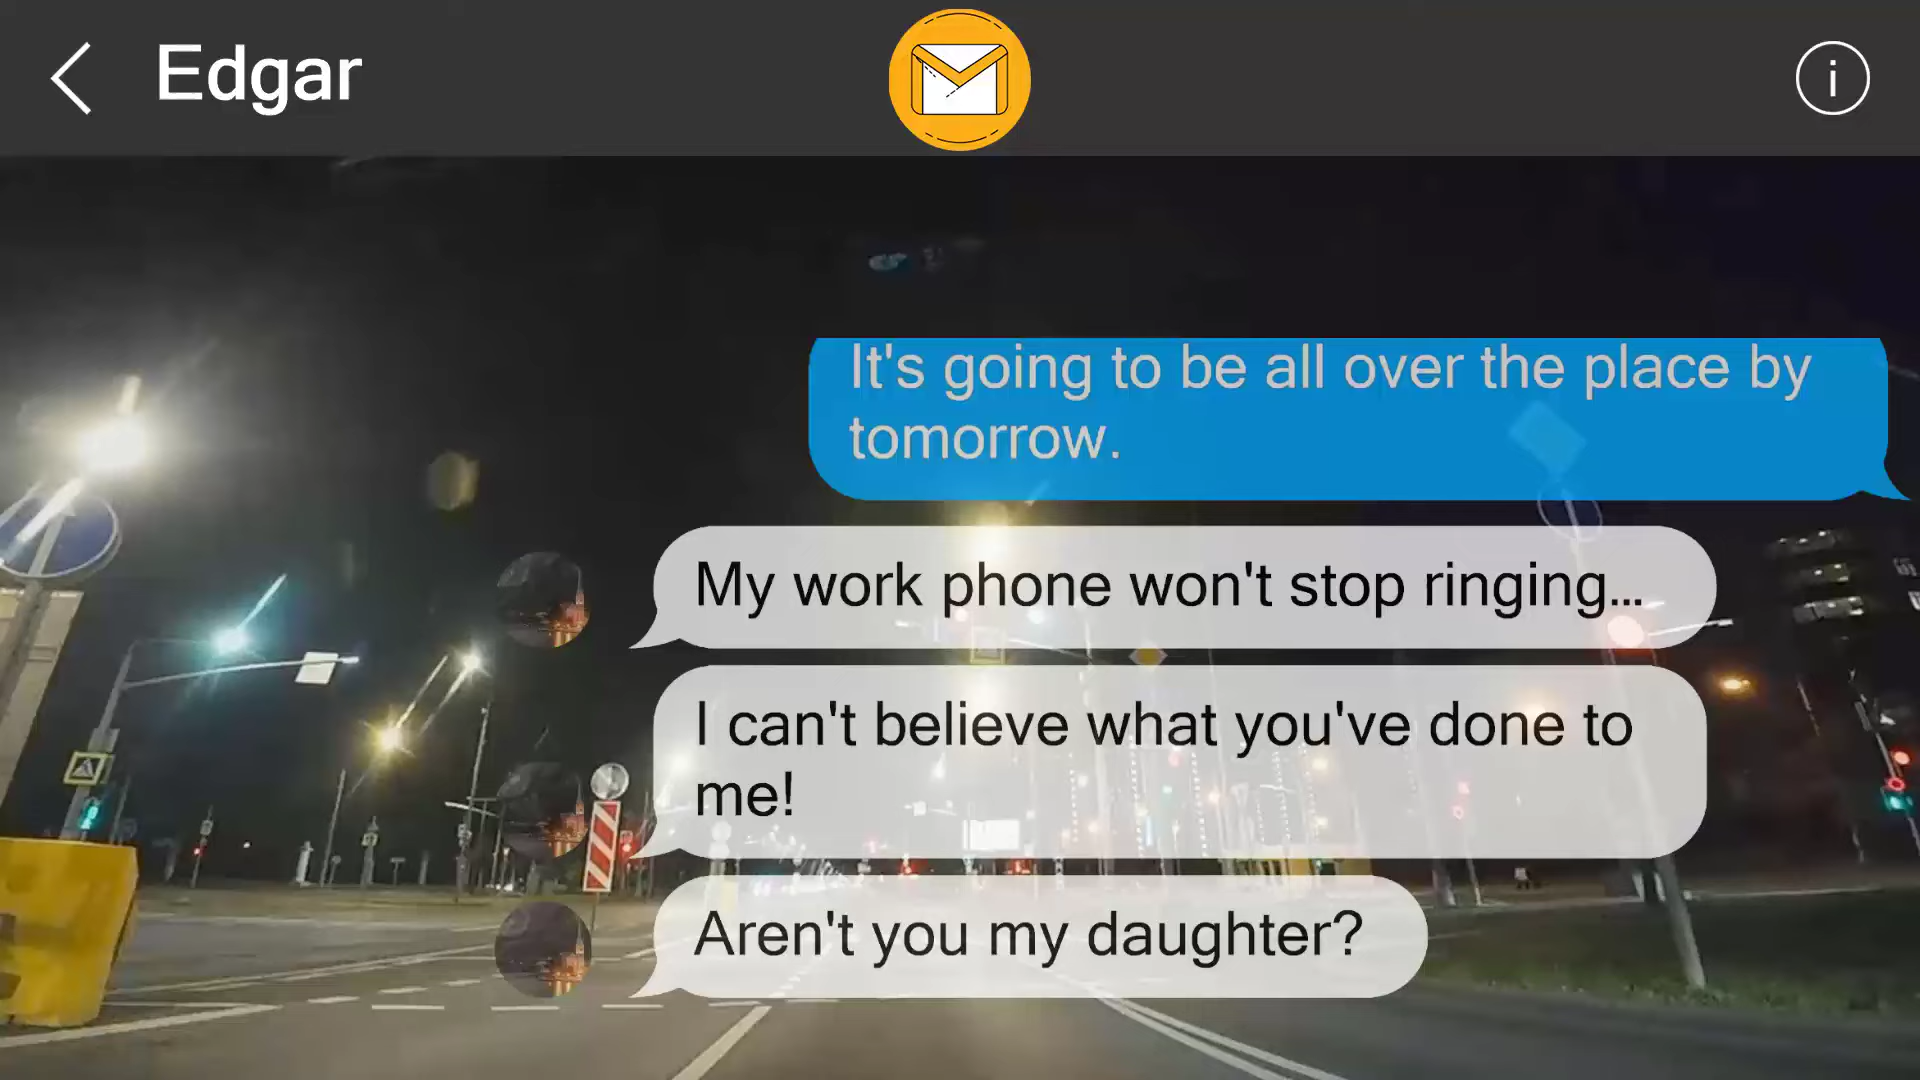 Edgar
It's going to be all over the place by
tomorrow.
My work phone won't stop ringing...
I can't believe what you've done to
me!
Aren't you my daughter?